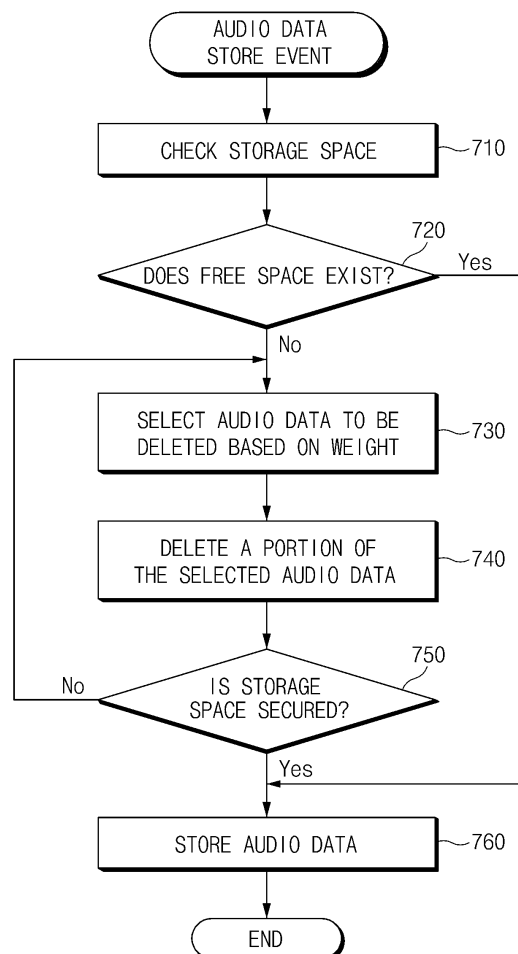 AUDIO DATA
STORE EVENT
CHECK STORAGE SPACE
710
720
DOES FREE SPACE EXIST?
Yes
No
SELECT AUDIO DATA TO BE
DELETED BASED ON WEIGHT
730
DELETE A PORTION OF
THE SELECTED AUDIO DATA
740
750
No
IS STORAGE
SPACE SECURED?
Yes
STORE AUDIO DATA
760
END